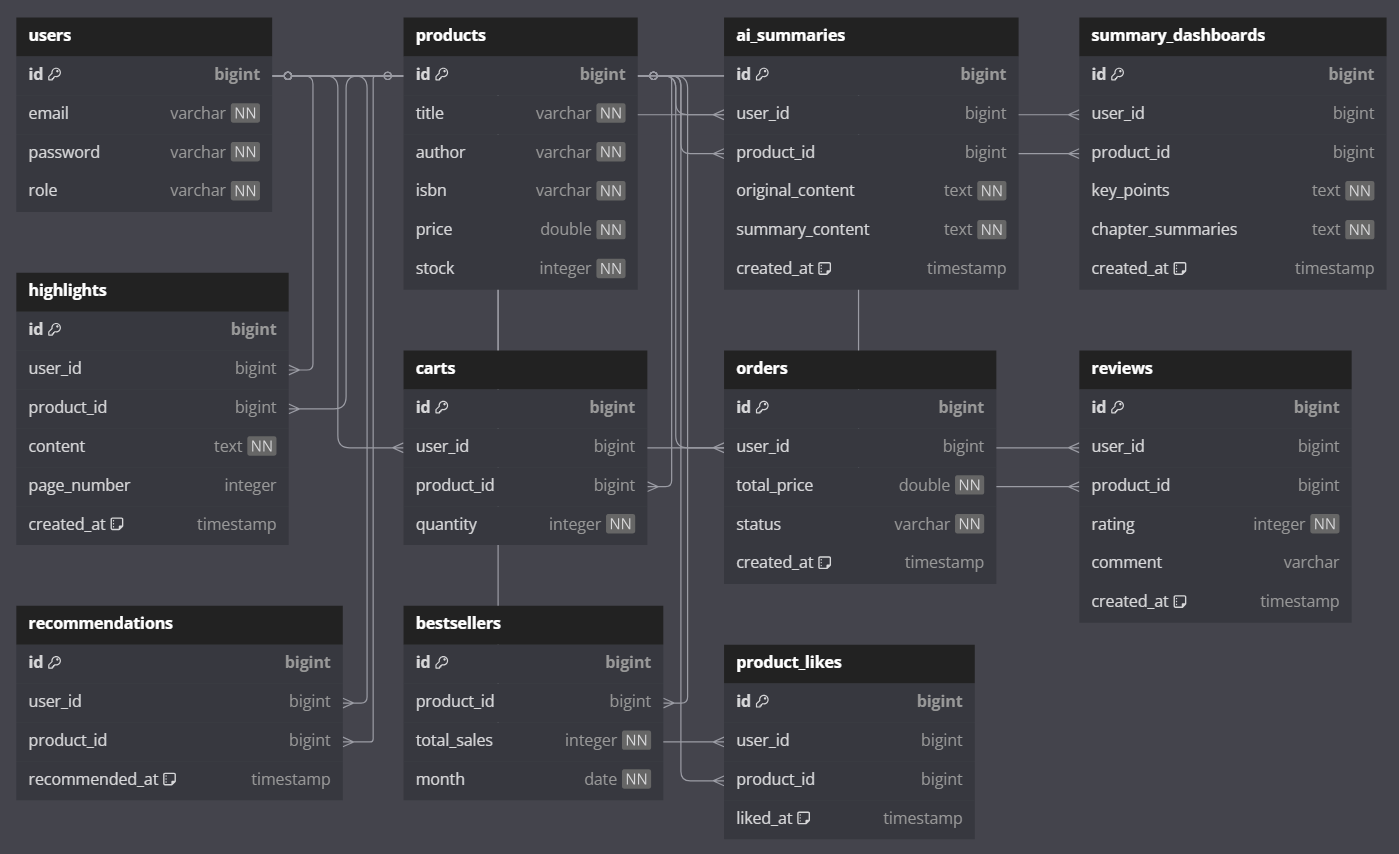 users
id bigint
email varchar NN
password varchar NN
role varchar NN
products
id bigint
title varchar NN
author varchar NN
isbn varchar NN
price double NN
stock integer NN
ai_summaries
id bigint
user_id bigint
product_id bigint
original_content text NN
summary_content text NN
created_at timestamp
summary_dashboards
id bigint
user_id bigint
product_id bigint
key_points text NN
chapter_summaries text NN
created_at timestamp
highlights
id bigint
user_id bigint
product_id bigint
content text NN
page_number integer
created_at timestamp
carts
id bigint
user_id bigint
product_id bigint
quantity integer NN
orders
id bigint
user_id bigint
total_price double NN
status varchar NN
created_at timestamp
reviews
id bigint
user_id bigint
product_id bigint
rating integer NN
comment varchar
created_at timestamp
recommendations
id bigint
user_id bigint
product_id bigint
recommended_at timestamp
bestsellers
id bigint
product_id bigint
total_sales integer NN
month date NN
product_likes
id bigint
user_id bigint
product_id bigint
liked_at timestamp